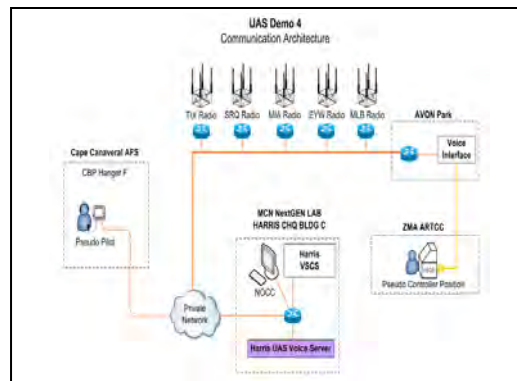 UAS Demo 4
Communication Architecture
SRQ Radio
MIA Radio
EYW Radio
MLB Radio
Radio
AVON Park
Voice
Interface
Cape Canaveral AFS
CBP Hanger F
Pseudo Pilot
MCN NextGEN LAB
HARRIS CHQ BLDG C
Harris
VSCS
NOCC
ZMA ARTCC
Pseudo Controller Position
Private
Network
Harris UAS Voice Server